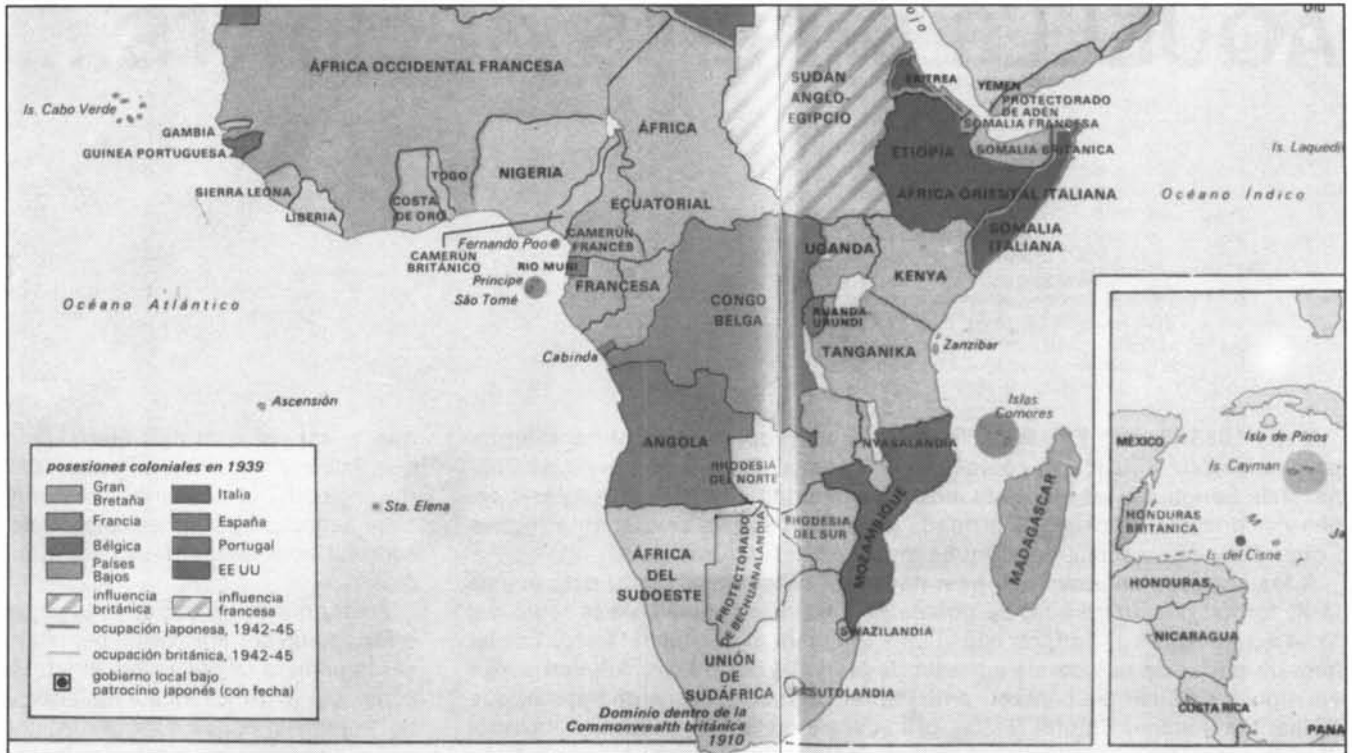 ÁFRICA OCCIDENTAL FRANCESA
Is. Cabo Verde
GAMBIA
GUINEA PORTUGUESA
SIERRA LEONA
LIBERIA
COSTA
DE ORO
TOGO
NIGERIA
CAMERÚN
BRITÁNICO
Fernando Poo
CAMERÚN
FRANCÉS
RIO MUNI
Príncipe
São Tomé
ÁFRICA
ECUATORIAL
FRANCESA
SUDÁN
ANGLO-
EGIPCIO
ERITREA
YEMEN
PROTECTORADO
DE ADÉN
SOMALIA FRANCESA
SOMALIA BRITÁNICA
ETIOPÍA
ÁFRICA ORIENTAL ITALIANA
SOMALIA
ITALIANA
Océano Índico
UGANDA
KENYA
CONGO
BELGA
RUANDA-
URUNDI
TANGANIKA
Zanzibar
Cabinda
Océano Atlántico
Ascensión
Sta. Elena
ANGOLA
RHODESIA
DEL NORTE
NYASALANDIA
Islas
Comores
MADAGASCAR
MOZAMBIQUE
RHODESIA
DEL SUR
ÁFRICA
DEL
SUDOESTE
PROTECTORADO
DE BECHUANALANDIA
SWAZILANDIA
BASUTOLANDIA
UNIÓN
DE
SUDÁFRICA
Dominio dentro de la
Commonwealth británica
1910
posesiones coloniales en 1939
Gran
Bretaña
Francia
Bélgica
Países
Bajos
influencia
británica
Italia
España
Portugal
EE UU
influencia
francesa
ocupación japonesa, 1942-45
ocupación británica, 1942-45
gobierno local bajo
patrocinio japonés (con fecha)
MÉXICO
Isla de Pinos
Is. Cayman
HONDURAS
BRITÁNICA
Is. del Cisne
HONDURAS
NICARAGUA
COSTA RICA